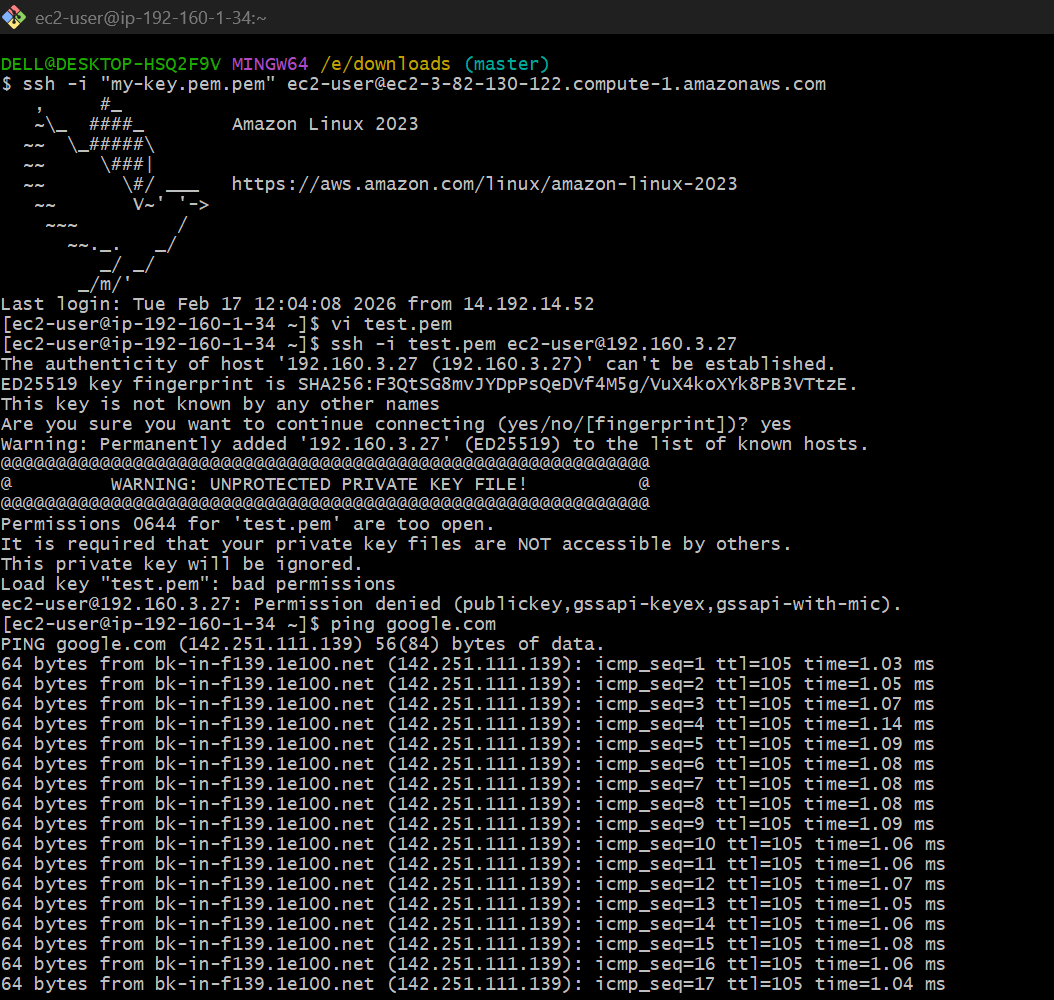 ec2-user@ip-192-160-1-34:~
DELL@DESKTOP-HSQ2F9V MINGW64 /e/downloads (master)
$ ssh -i "my-key.pem.pem" ec2-user@ec2-3-82-130-122.compute-1.amazonaws.com
   ,     #_
   ~\_  ####_        Amazon Linux 2023
  ~~  \_#####\
  ~~     \###|
  ~~       \#/ ___   https://aws.amazon.com/linux/amazon-linux-2023
   ~~       V~' '->
    ~~~         /
      ~~._.   _/
         _/ _/
       _/m/'
Last login: Tue Feb 17 12:04:08 2026 from 14.192.14.52
[ec2-user@ip-192-160-1-34 ~]$ vi test.pem
[ec2-user@ip-192-160-1-34 ~]$ ssh -i test.pem ec2-user@192.160.3.27
The authenticity of host '192.160.3.27 (192.160.3.27)' can't be established.
ED25519 key fingerprint is SHA256:F3QtSG8mvJYDpPsQeDVf4M5g/VuX4koXYk8PB3VTtzE.
This key is not known by any other names
Are you sure you want to continue connecting (yes/no/[fingerprint])? yes
Warning: Permanently added '192.160.3.27' (ED25519) to the list of known hosts.
@@@@@@@@@@@@@@@@@@@@@@@@@@@@@@@@@@@@@@@@@@@@@@@@@@@@@@@@@@@
@         WARNING: UNPROTECTED PRIVATE KEY FILE!          @
@@@@@@@@@@@@@@@@@@@@@@@@@@@@@@@@@@@@@@@@@@@@@@@@@@@@@@@@@@@
Permissions 0644 for 'test.pem' are too open.
It is required that your private key files are NOT accessible by others.
This private key will be ignored.
Load key "test.pem": bad permissions
ec2-user@192.160.3.27: Permission denied (publickey,gssapi-keyex,gssapi-with-mic).
[ec2-user@ip-192-160-1-34 ~]$ ping google.com
PING google.com (142.251.111.139) 56(84) bytes of data.
64 bytes from bk-in-f139.1e100.net (142.251.111.139): icmp_seq=1 ttl=105 time=1.03 ms
64 bytes from bk-in-f139.1e100.net (142.251.111.139): icmp_seq=2 ttl=105 time=1.05 ms
64 bytes from bk-in-f139.1e100.net (142.251.111.139): icmp_seq=3 ttl=105 time=1.07 ms
64 bytes from bk-in-f139.1e100.net (142.251.111.139): icmp_seq=4 ttl=105 time=1.14 ms
64 bytes from bk-in-f139.1e100.net (142.251.111.139): icmp_seq=5 ttl=105 time=1.09 ms
64 bytes from bk-in-f139.1e100.net (142.251.111.139): icmp_seq=6 ttl=105 time=1.08 ms
64 bytes from bk-in-f139.1e100.net (142.251.111.139): icmp_seq=7 ttl=105 time=1.08 ms
64 bytes from bk-in-f139.1e100.net (142.251.111.139): icmp_seq=8 ttl=105 time=1.08 ms
64 bytes from bk-in-f139.1e100.net (142.251.111.139): icmp_seq=9 ttl=105 time=1.09 ms
64 bytes from bk-in-f139.1e100.net (142.251.111.139): icmp_seq=10 ttl=105 time=1.06 ms
64 bytes from bk-in-f139.1e100.net (142.251.111.139): icmp_seq=11 ttl=105 time=1.06 ms
64 bytes from bk-in-f139.1e100.net (142.251.111.139): icmp_seq=12 ttl=105 time=1.07 ms
64 bytes from bk-in-f139.1e100.net (142.251.111.139): icmp_seq=13 ttl=105 time=1.05 ms
64 bytes from bk-in-f139.1e100.net (142.251.111.139): icmp_seq=14 ttl=105 time=1.06 ms
64 bytes from bk-in-f139.1e100.net (142.251.111.139): icmp_seq=15 ttl=105 time=1.08 ms
64 bytes from bk-in-f139.1e100.net (142.251.111.139): icmp_seq=16 ttl=105 time=1.06 ms
64 bytes from bk-in-f139.1e100.net (142.251.111.139): icmp_seq=17 ttl=105 time=1.04 ms